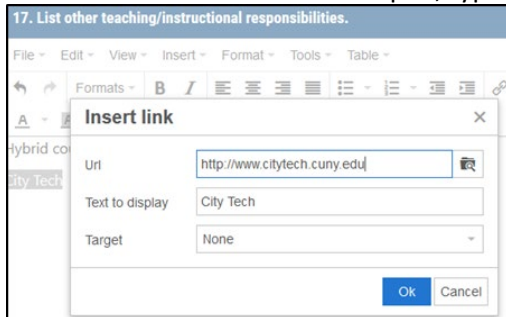 17. List other teaching/instructional responsibilities.
File Edit View Insert Format Tools Table
Formats B I
A
Insert link ×
Hybrid co
Url http://www.citytech.cuny.edu
City Tech
Text to display City Tech
Target None
Ok Cancel